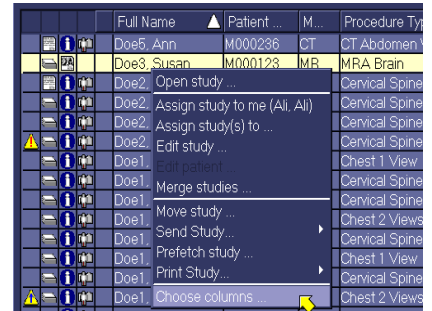 Full Name Patient ... M... Procedure Typ
Doe5, Ann M000236 CT CT Abdomen
Doe3, Susan M000123 MR MRA Brain
Doe2, Open study ... Cervical Spine
Doe2, Assign study to me (Ali, Ali) Cervical Spine
Doe2, Assign study(s) to ... Cervical Spine
Doe2, Edit study ... Cervical Spine
Doe1, Edit patient ... Chest 1 View
Doe1, Merge studies ... Cervical Spine
Doe1, Move study ... Chest 2 Views
Doe1, Send Study... Cervical Spine
Doe1, Prefetch study ... Chest 1 View
Doe1, Print Study... Cervical Spine
Doe1, Choose columns ... Chest 2 Views